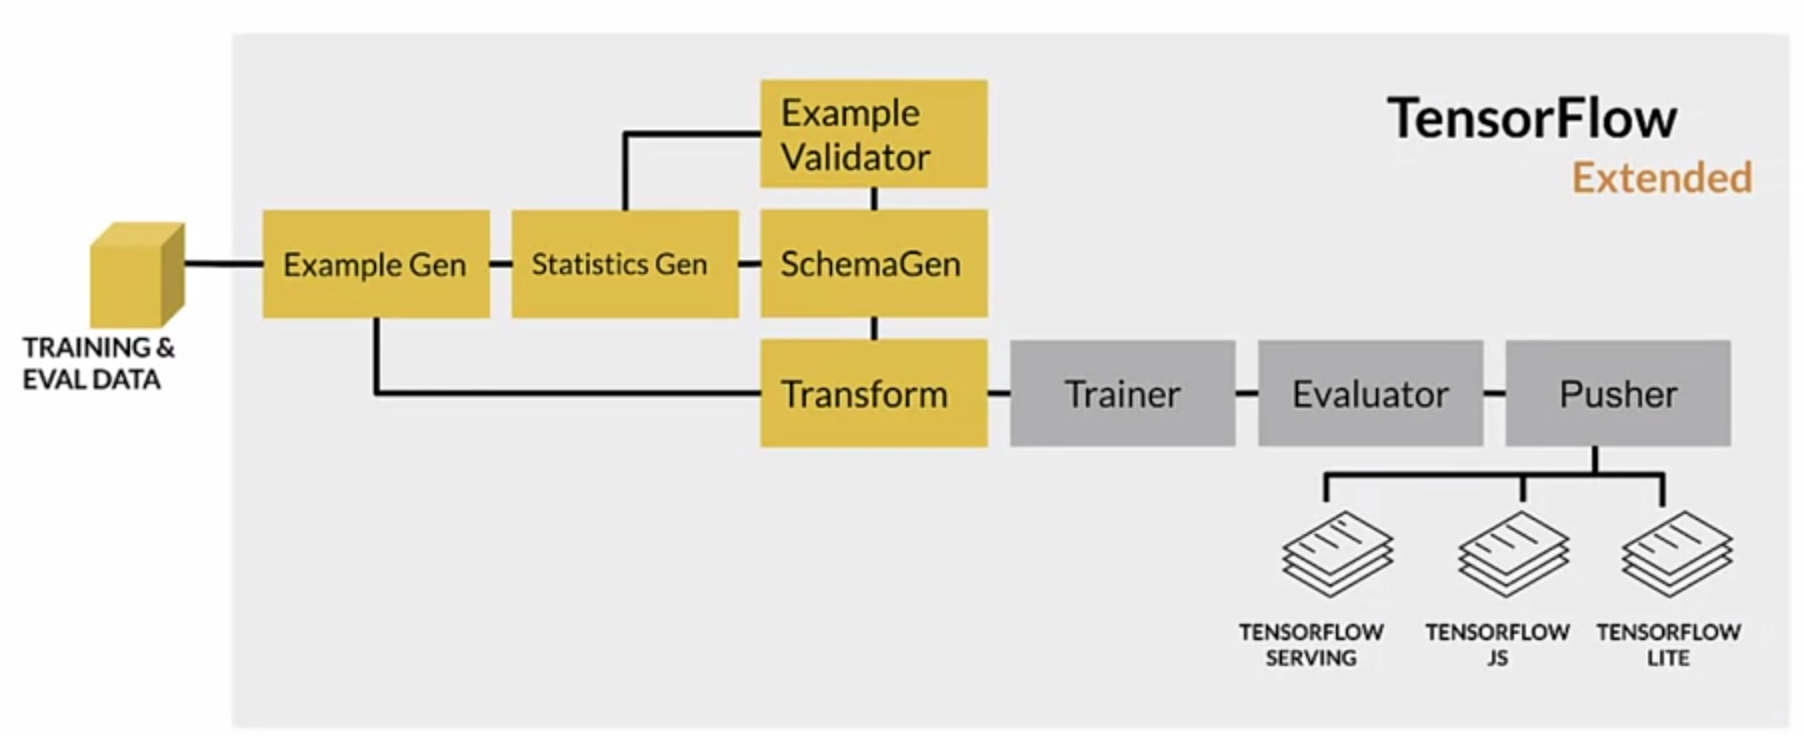 TensorFlow
Extended
Example
Validator
Example Gen
Statistics Gen
SchemaGen
TRAINING &
EVAL DATA
Transform
Trainer
Evaluator
Pusher
TENSORFLOW
SERVING
TENSORFLOW
JS
TENSORFLOW
LITE